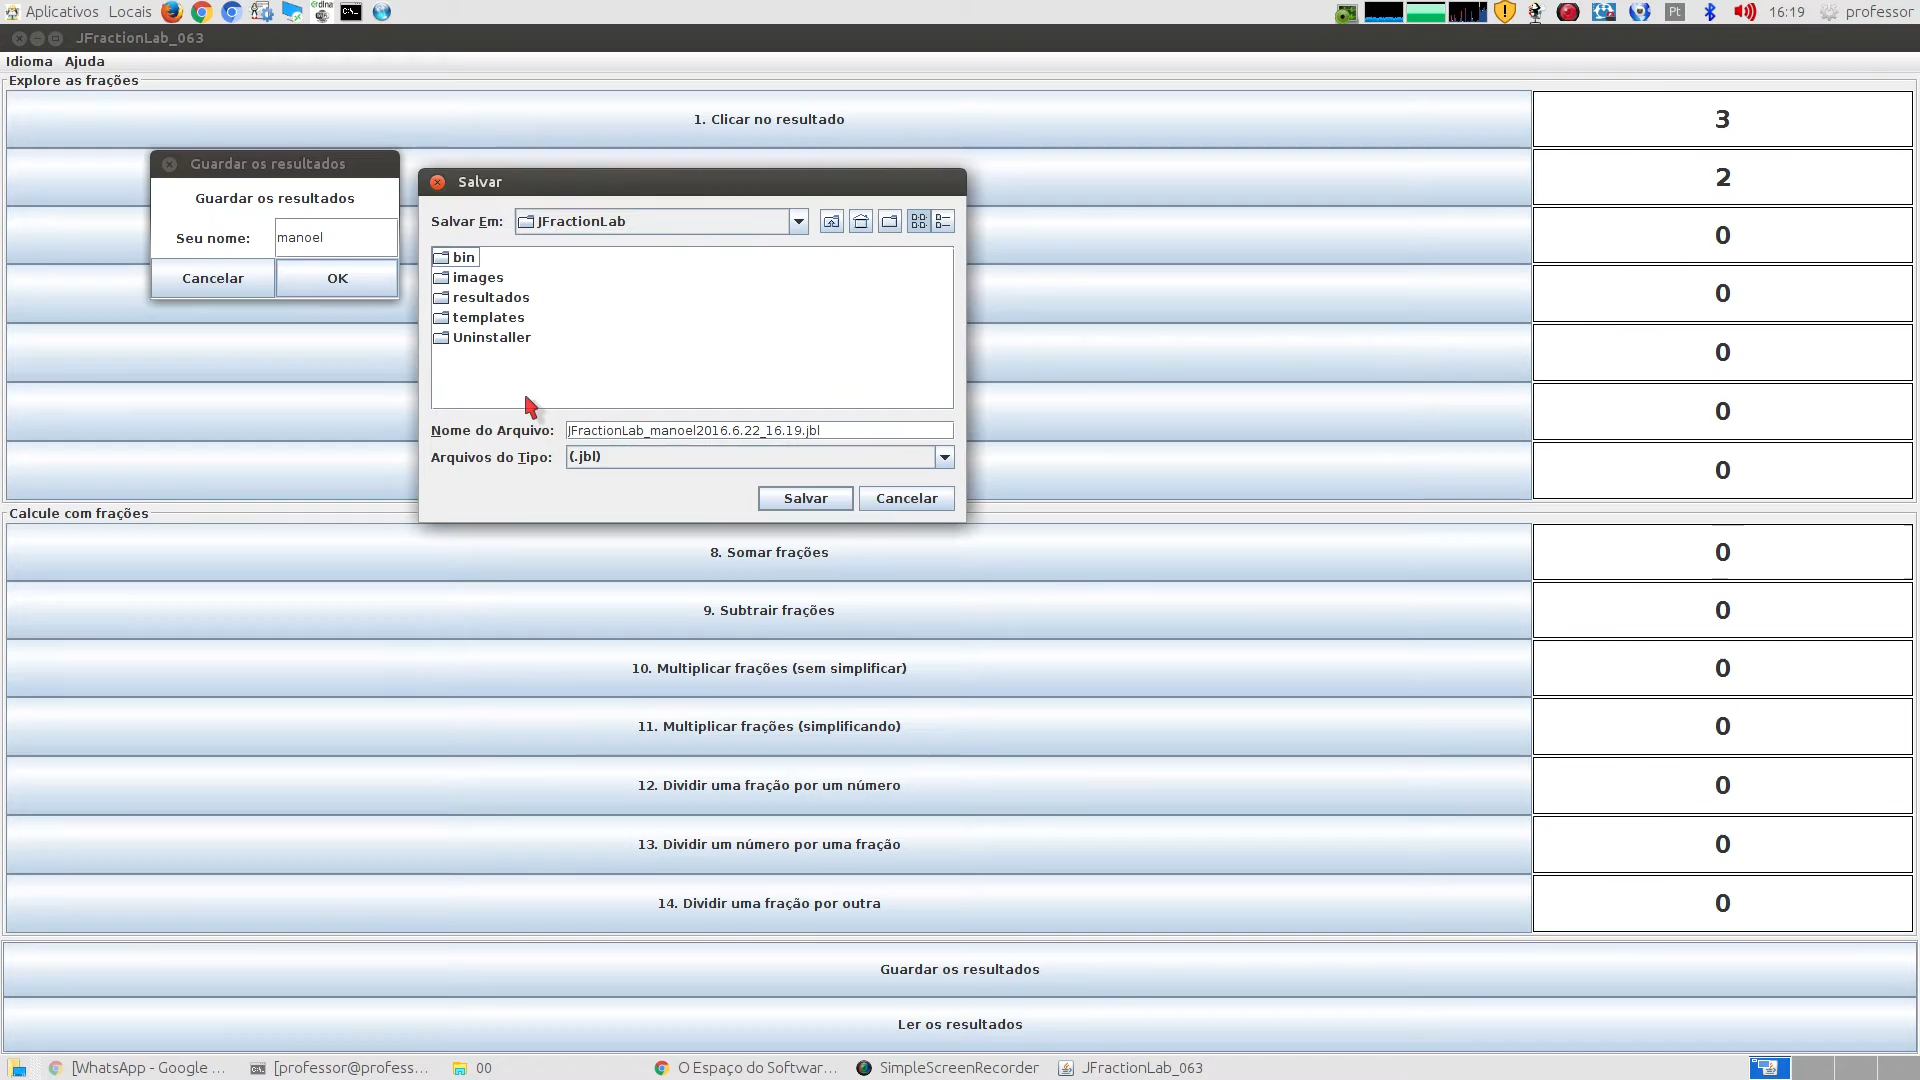 Aplicativos Locais
16:19 professor
Pt
JFractionLab_063
Idioma Ajuda
Explore as frações
1. Clicar no resultado
3
2
0
0
0
0
0
Guardar os resultados
Guardar os resultados
Seu nome: manoel
Cancelar OK
Salvar
Salvar Em: JFractionLab
bin
images
resultados
templates
Uninstaller
Nome do Arquivo: JFractionLab_manoel2016.6.22_16.19.jbl
Arquivos do Tipo: (.jbl)
Salvar Cancelar
Calcule com frações
8. Somar frações 0
9. Subtrair frações 0
10. Multiplicar frações (sem simplificar) 0
11. Multiplicar frações (simplificando) 0
12. Dividir uma fração por um número 0
13. Dividir um número por uma fração 0
14. Dividir uma fração por outra 0
Guardar os resultados
Ler os resultados
[WhatsApp - Google ... [professor@profess... 00 O Espaço do Softwar... SimpleScreenRecorder JFractionLab_063